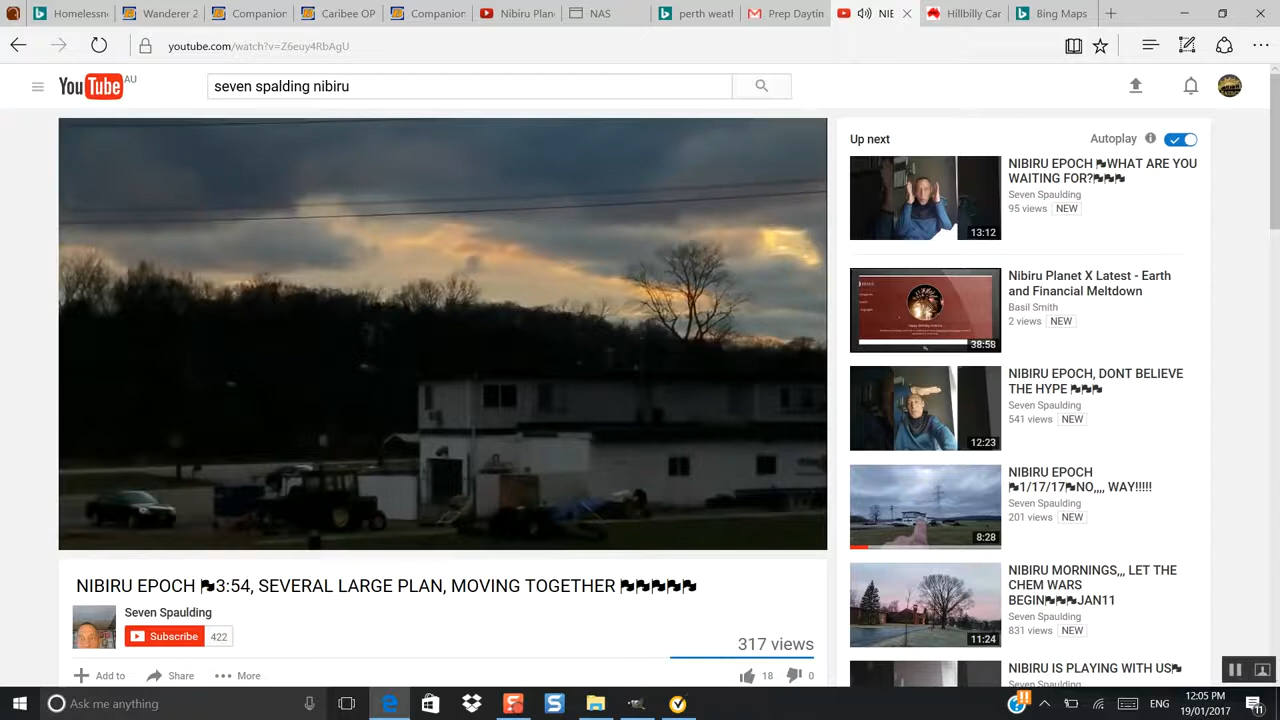 Homelessn
Wanderer 2
Companion
Caribee OP
Companion
Nibiru Plan
NAS
perth weatl
Prep Daytin
NIE
Hillbilly Car
Bing Maps
youtube.com/watch?v=Z6euy4RbAgU
YouTube AU
seven spalding nibiru
Up next
Autoplay
NIBIRU EPOCH WHAT ARE YOU
WAITING FOR?
Seven Spaulding
95 views NEW
13:12
Nibiru Planet X Latest - Earth
and Financial Meltdown
Basil Smith
2 views NEW
38:58
NIBIRU EPOCH, DONT BELIEVE
THE HYPE
Seven Spaulding
541 views NEW
12:23
NIBIRU EPOCH
1/17/17 NO,,,, WAY!!!!!
Seven Spaulding
201 views NEW
8:28
NIBIRU MORNINGS,,, LET THE
CHEM WARS
BEGIN JAN11
Seven Spaulding
831 views NEW
11:24
NIBIRU IS PLAYING WITH US
NIBIRU EPOCH 3:54, SEVERAL LARGE PLAN, MOVING TOGETHER
Seven Spaulding
Subscribe 422
317 views
Add to Share More
18 0
Ask me anything
ENG
12:05 PM
19/01/2017